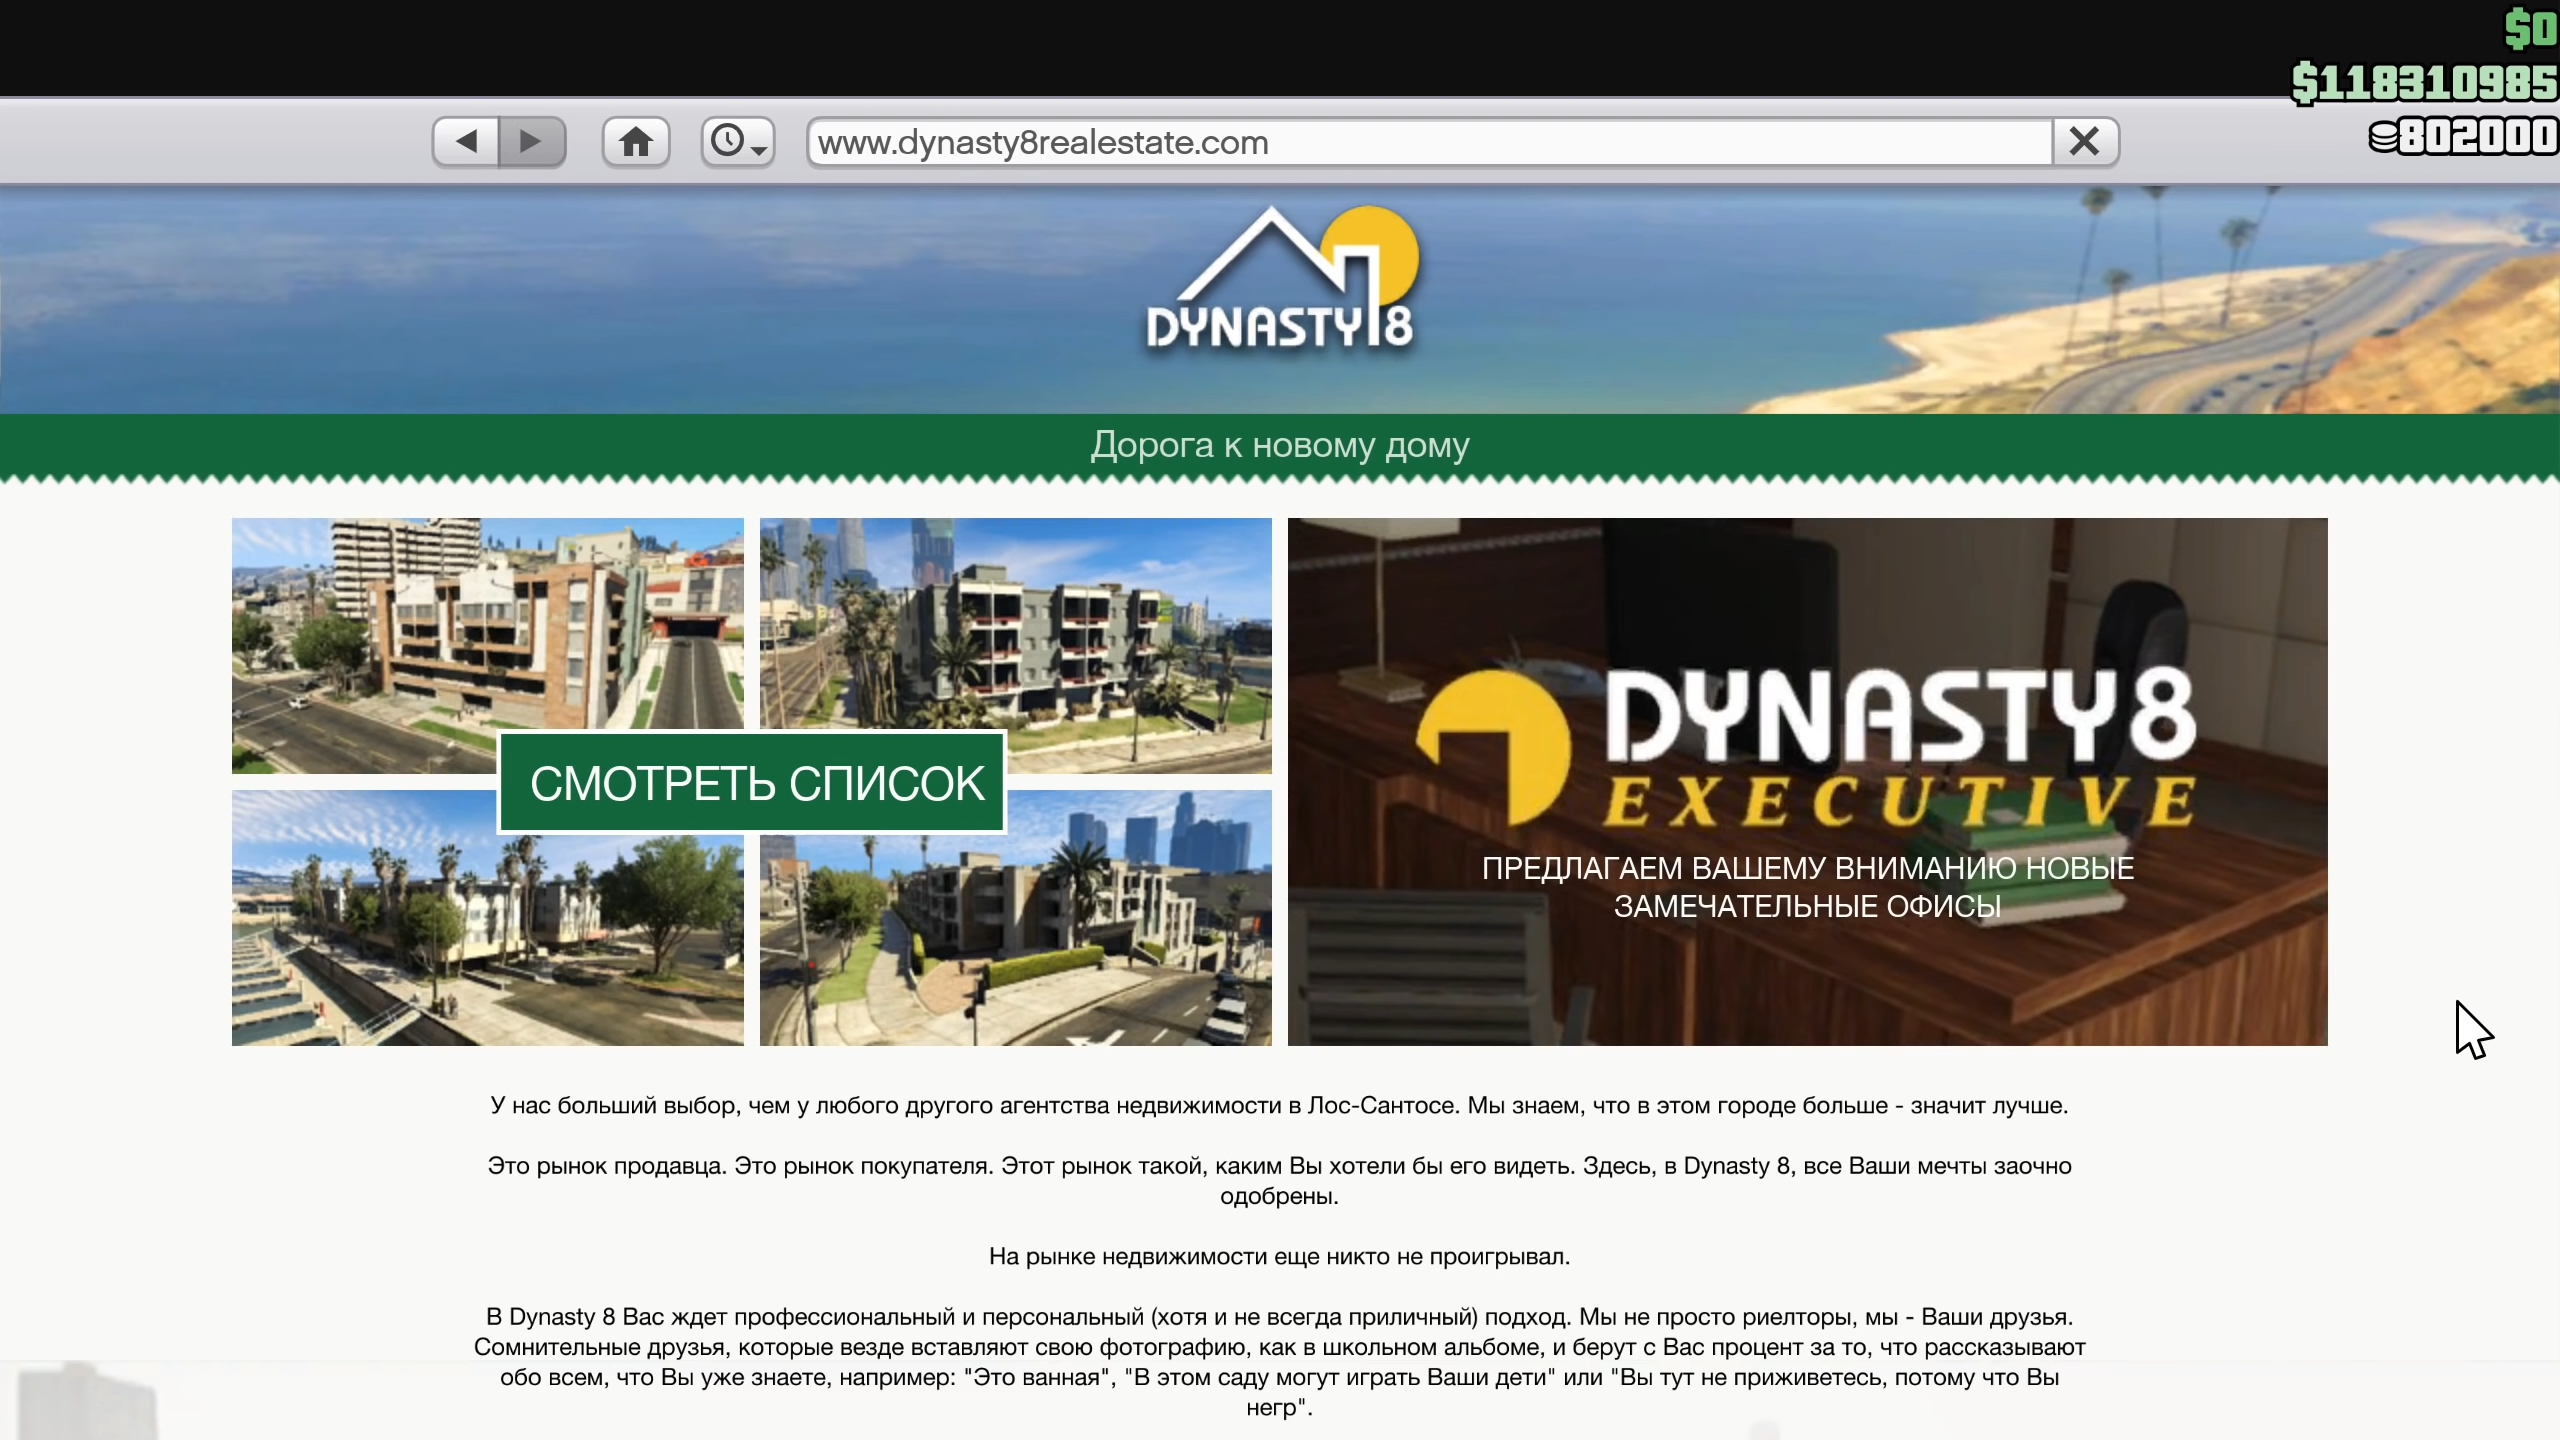 $0
$118310985
802000
www.dynasty8realestate.com
DYNASTY 8
Дорога к новому дому
СМОТРЕТЬ СПИСОК
DYNASTY8
EXECUTIVE
ПРЕДЛАГАЕМ ВАШЕМУ ВНИМАНИЮ НОВЫЕ
ЗАМЕЧАТЕЛЬНЫЕ ОФИСЫ
У нас больший выбор, чем у любого другого агентства недвижимости в Лос-Сантосе. Мы знаем, что в этом городе больше - значит лучше.
Это рынок продавца. Это рынок покупателя. Этот рынок такой, каким Вы хотели бы его видеть. Здесь, в Dynasty 8, все Ваши мечты заочно
одобрены.
На рынке недвижимости еще никто не проигрывал.
В Dynasty 8 Вас ждет профессиональный и персональный (хотя и не всегда приличный) подход. Мы не просто риелторы, мы - Ваши друзья.
Сомнительные друзья, которые везде вставляют свою фотографию, как в школьном альбоме, и берут с Вас процент за то, что рассказывают
обо всем, что Вы уже знаете, например: "Это ванная", "В этом саду могут играть Ваши дети" или "Вы тут не приживетесь, потому что Вы
негр".